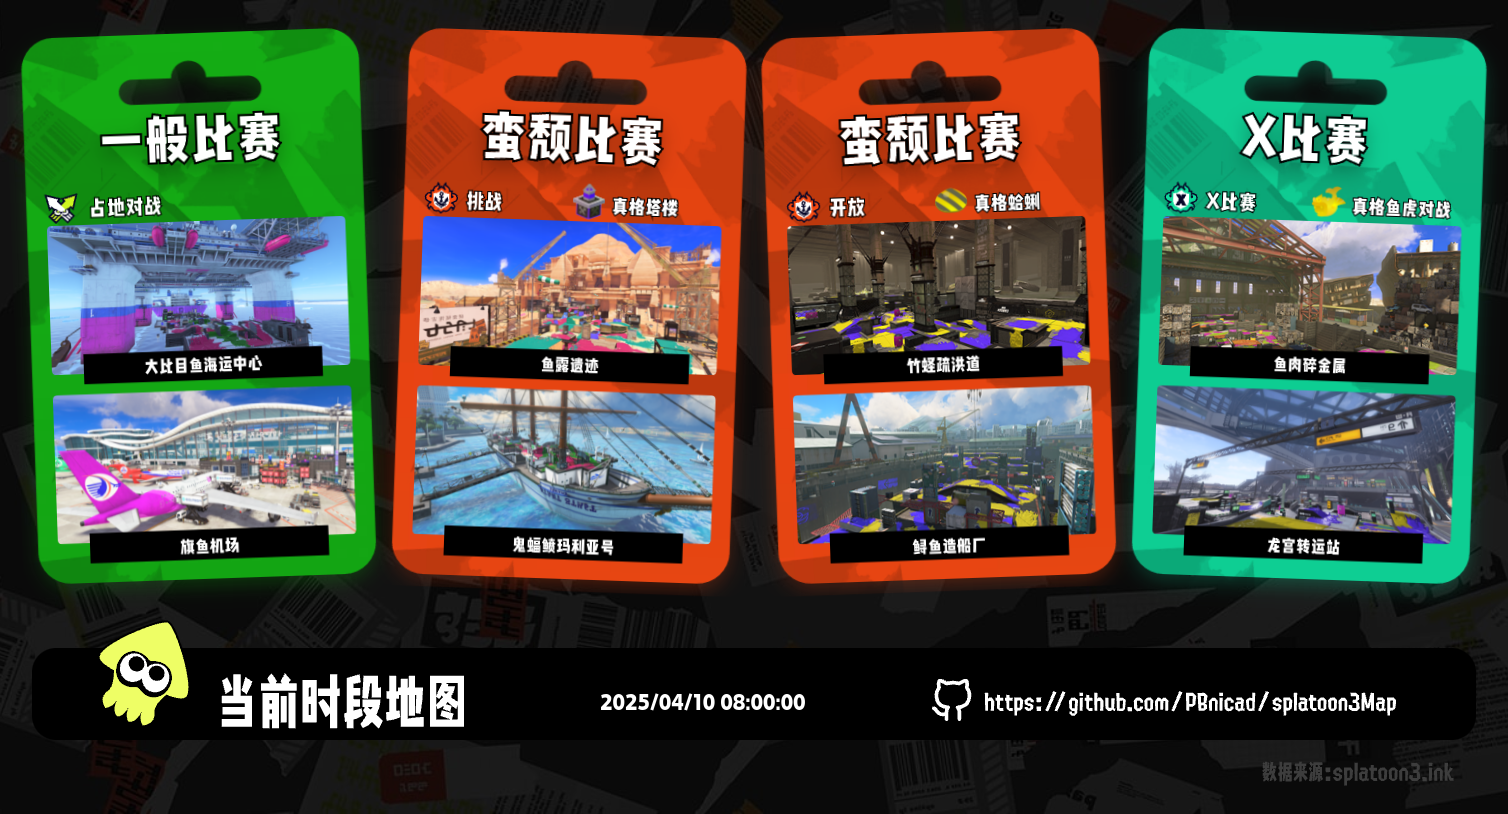 一般比赛
占地对战
大比目鱼海运中心
旗鱼机场
蛮颓比赛
挑战
真格塔楼
鱼露遗迹
鬼蝠鲼玛利亚号
蛮颓比赛
开放
真格蛤蜊
竹蛏疏洪道
鲟鱼造船厂
X比赛
X比赛
真格鱼虎对战
鱼肉碎金属
龙宫转运站
当前时段地图
2025/04/10 08:00:00
https://github.com/PBnicad/splatoon3Map
数据来源:splatoon3.ink